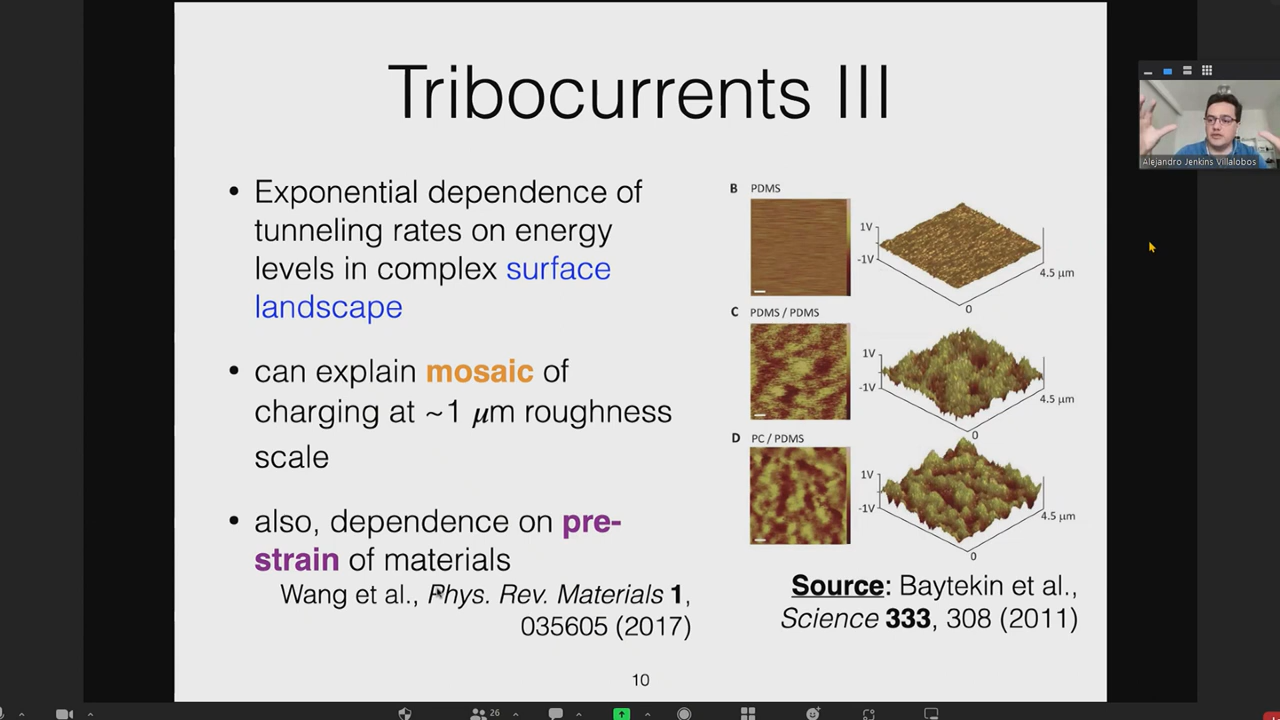 Tribocurrents III
• Exponential dependence of
tunneling rates on energy
levels in complex surface
landscape
• can explain mosaic of
charging at ~1 μm roughness
scale
• also, dependence on pre-
strain of materials
Wang et al., Phys. Rev. Materials 1,
035605 (2017)
B PDMS
1V
-1V
4.5 μm
0
C PDMS / PDMS
1V
-1V
4.5 μm
0
D PC / PDMS
1V
-1V
4.5 μm
0
Source: Baytekin et al.,
Science 333, 308 (2011)
10
Alejandro Jenkins Villalobos
26